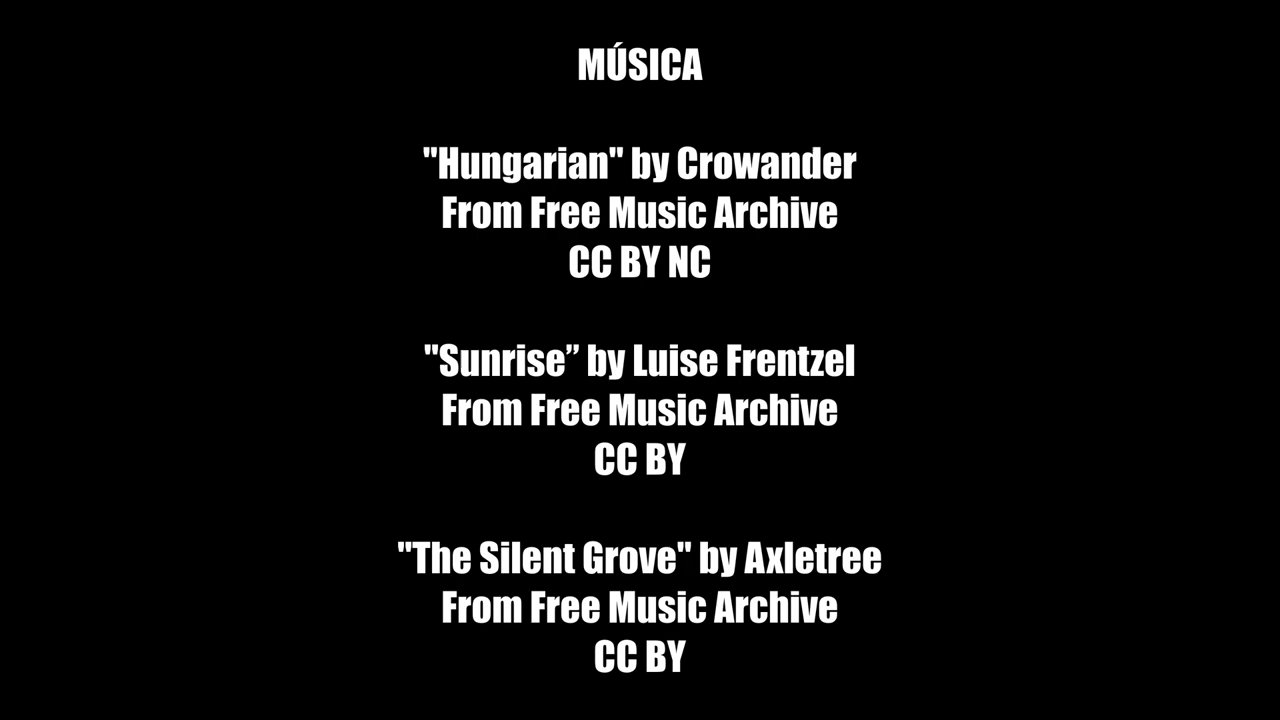 MÚSICA
"Hungarian" by Crowander
From Free Music Archive
CC BY NC
"Sunrise” by Luise Frentzel
From Free Music Archive
CC BY
"The Silent Grove" by Axletree
From Free Music Archive
CC BY